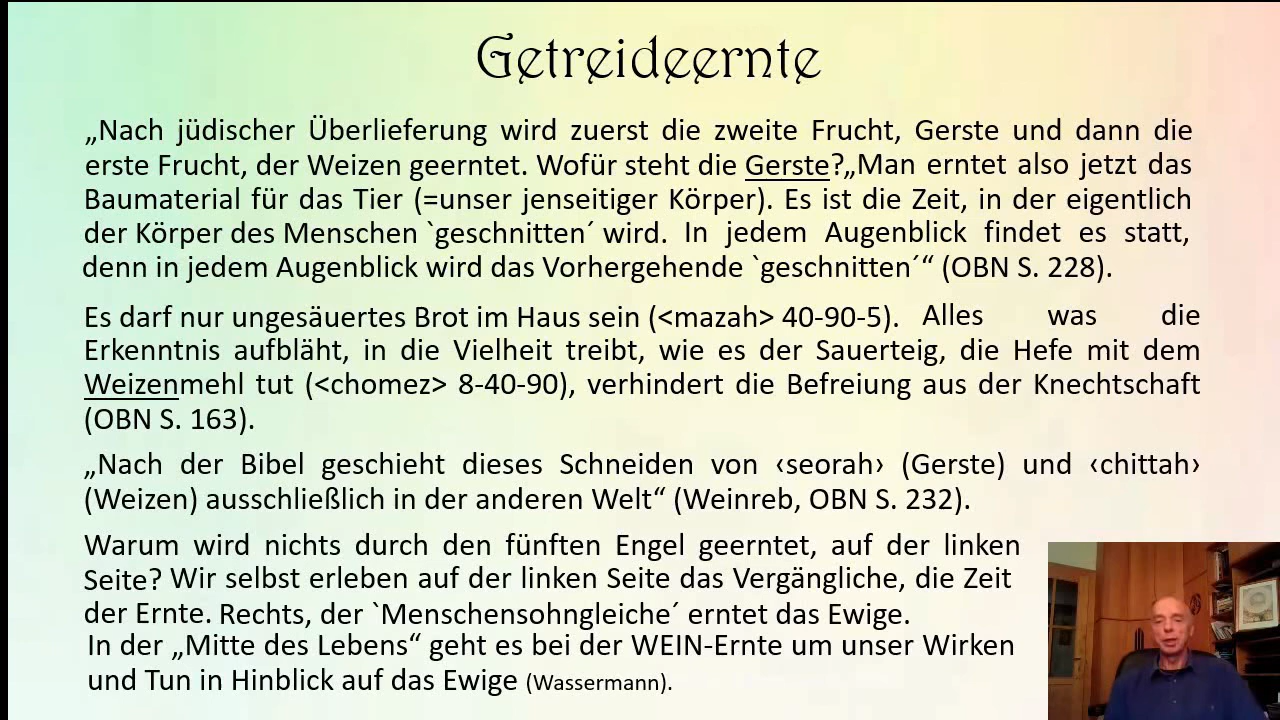 Getreideernte
„Nach jüdischer Überlieferung wird zuerst die zweite Frucht, Gerste und dann die
erste Frucht, der Weizen geerntet. Wofür steht die Gerste?„Man erntet also jetzt das
Baumaterial für das Tier (=unser jenseitiger Körper). Es ist die Zeit, in der eigentlich
der Körper des Menschen `geschnitten´ wird. In jedem Augenblick findet es statt,
denn in jedem Augenblick wird das Vorhergehende `geschnitten´“ (OBN S. 228).
Es darf nur ungesäuertes Brot im Haus sein (<mazah> 40-90-5). Alles was die
Erkenntnis aufbläht, in die Vielheit treibt, wie es der Sauerteig, die Hefe mit dem
Weizenmehl tut (<chomez> 8-40-90), verhindert die Befreiung aus der Knechtschaft
(OBN S. 163).
„Nach der Bibel geschieht dieses Schneiden von ‹seorah› (Gerste) und ‹chittah›
(Weizen) ausschließlich in der anderen Welt“ (Weinreb, OBN S. 232).
Warum wird nichts durch den fünften Engel geerntet, auf der linken
Seite? Wir selbst erleben auf der linken Seite das Vergängliche, die Zeit
der Ernte. Rechts, der `Menschensohngleiche´ erntet das Ewige.
In der „Mitte des Lebens“ geht es bei der WEIN-Ernte um unser Wirken
und Tun in Hinblick auf das Ewige (Wassermann).